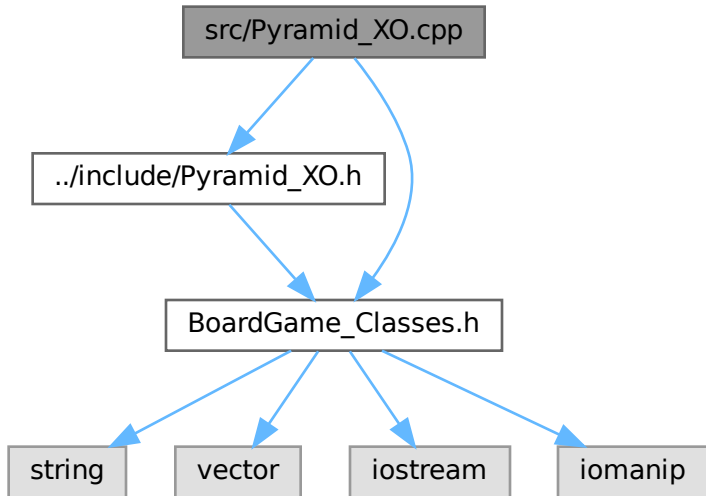 src/Pyramid_XO.cpp
../include/Pyramid_XO.h
BoardGame_Classes.h
string
vector
iostream
iomanip